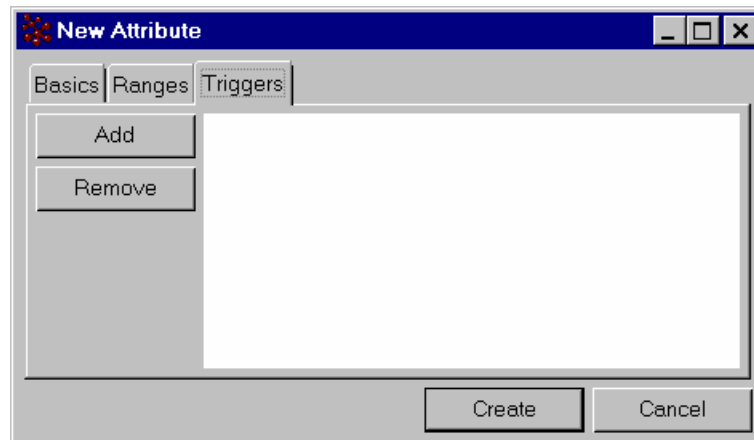 New Attribute
Basics Ranges Triggers
Add
Remove
Create Cancel